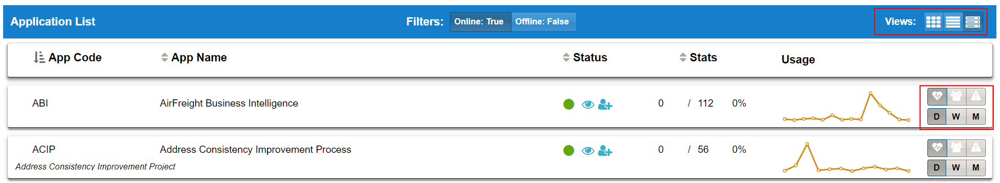 Application List Filters: Online: True Offline: False Views:
App Code App Name Status Stats Usage
ABI AirFreight Business Intelligence 0 / 112 0%
D W M
ACIP Address Consistency Improvement Process 0 / 56 0%
Address Consistency Improvement Project D W M